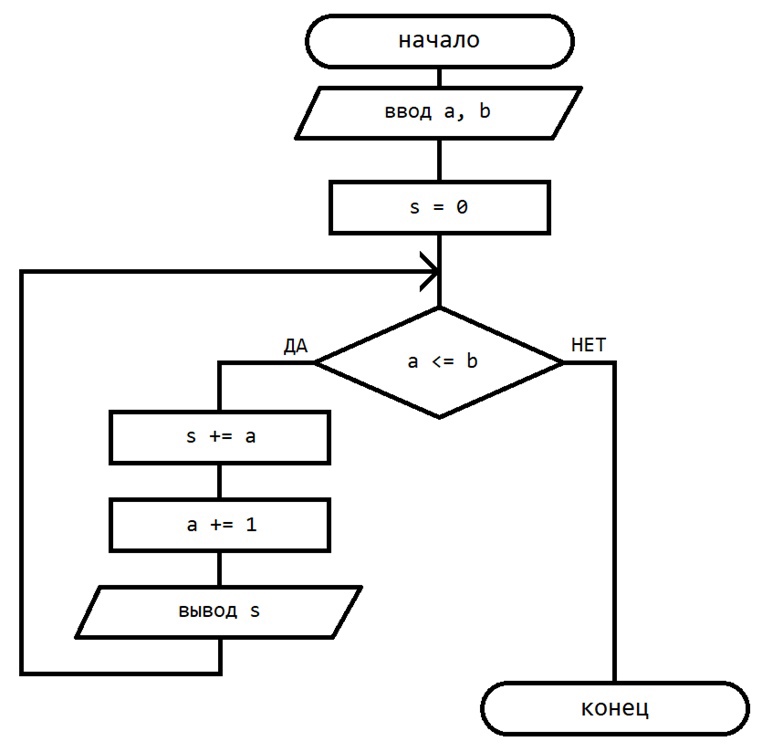 начало
ввод a, b
s = 0
a <= b
ДА
НЕТ
s += a
a += 1
вывод s
конец